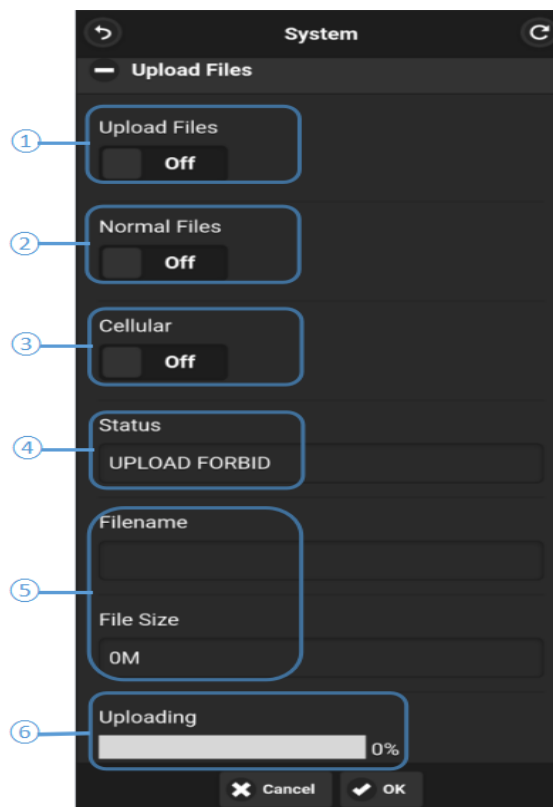 System
Upload Files
① Upload Files
Off
② Normal Files
Off
③ Cellular
Off
Status
④ UPLOAD FORBID
Filename
⑤
File Size
0M
Uploading
⑥ 0%
Cancel OK